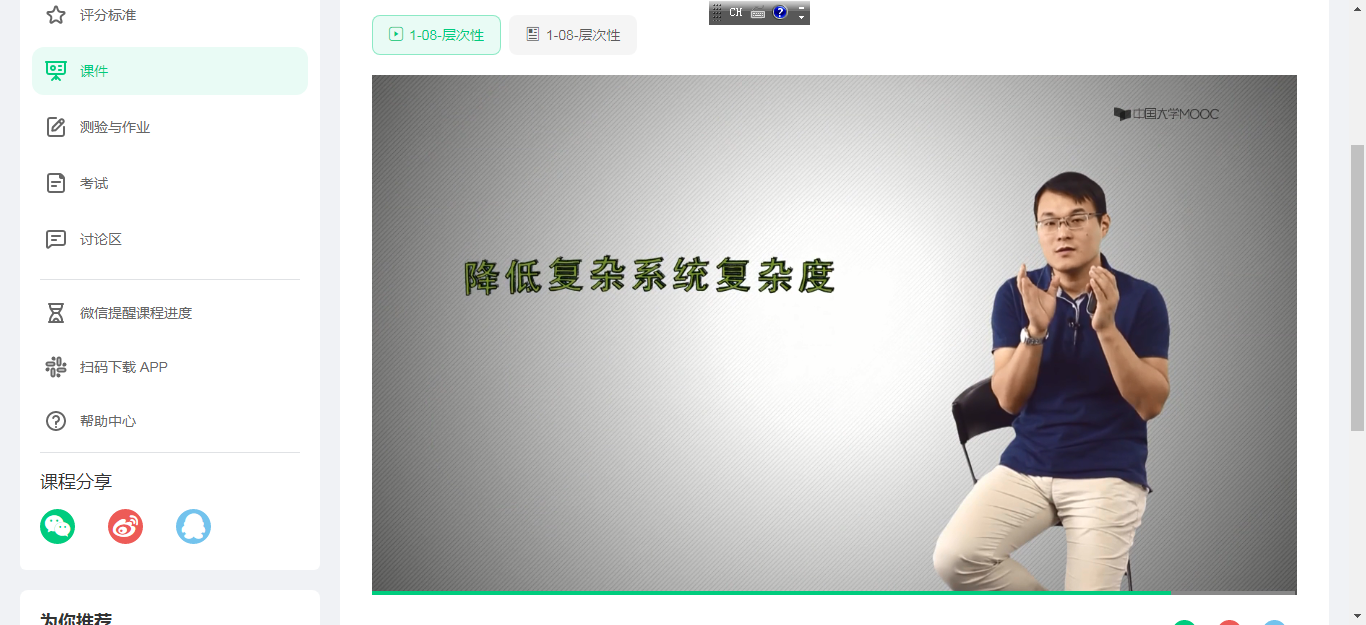 评分标准
课件
测验与作业
考试
讨论区
微信提醒课程进度
扫码下载 APP
帮助中心
课程分享
为你推荐
CH
?
1-08-层次性
1-08-层次性
中国大学MOOC
降低复杂系统复杂度